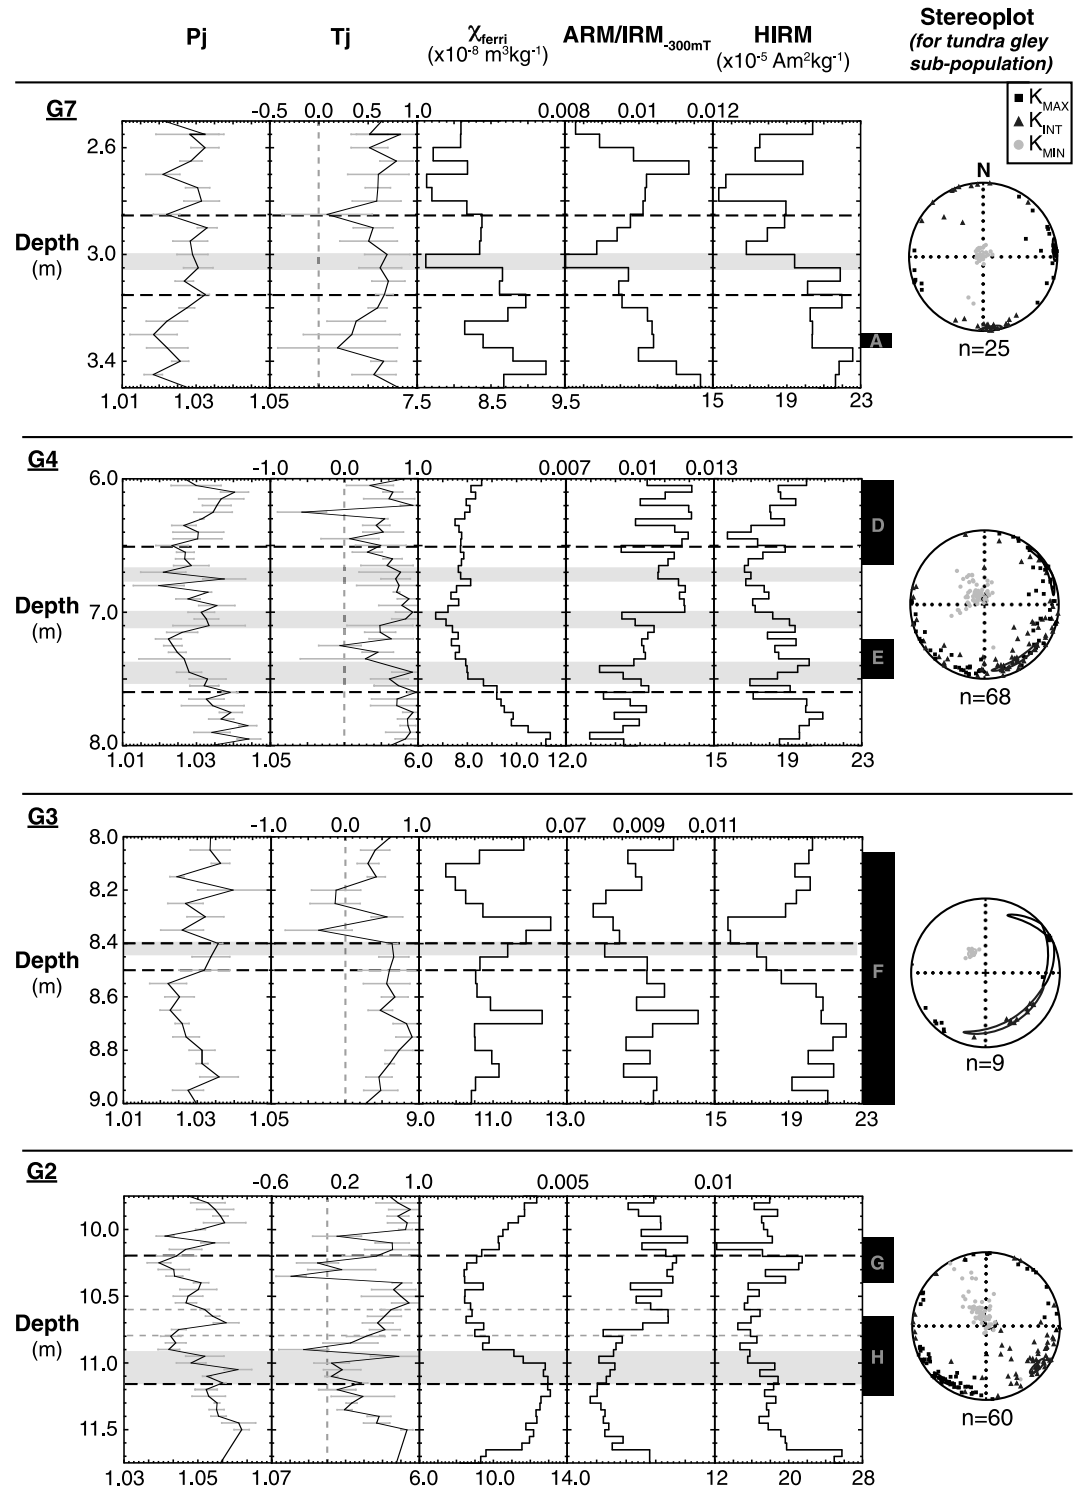 Pj Tj χferri ARM/IRM-300mT HIRM Stereoplot
(x10-8 m3kg-1) (x10-5 Am2kg-1) (for tundra gley
sub-population)
KMAX
KINT
KMIN
G7
-0.5 0.0 0.5 1.0 0.008 0.01 0.012
2.6
3.0
3.4
Depth
(m)
A
N
n=25
1.01 1.03 1.05 7.5 8.5 9.5 15 19 23
G4
-1.0 0.0 1.0 0.007 0.01 0.013
6.0
7.0
8.0
Depth
(m)
D
E
n=68
1.01 1.03 1.05 6.0 8.0 10.0 12.0 15 19 23
G3
-1.0 0.0 1.0 0.07 0.009 0.011
8.0
8.2
8.4
8.6
8.8
9.0
Depth
(m)
F
n=9
1.01 1.03 1.05 9.0 11.0 13.0 15 19 23
G2
-0.6 0.2 1.0 0.005 0.01
10.0
10.5
11.0
11.5
Depth
(m)
G
H
n=60
1.03 1.05 1.07 6.0 10.0 14.0 12 20 28